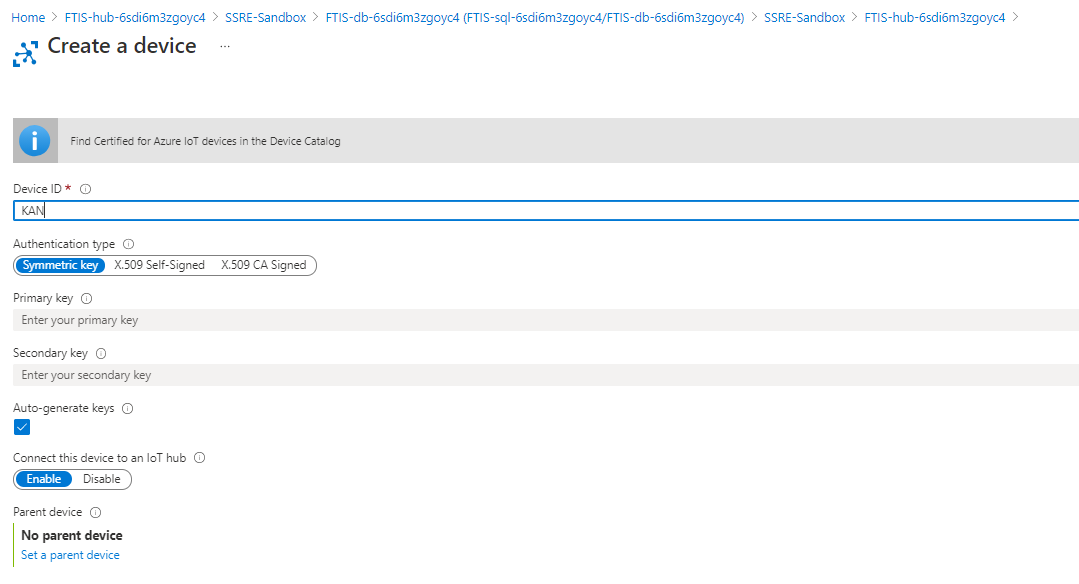 Home > FTIS-hub-6sdi6m3zgoyc4 > SSRE-Sandbox > FTIS-db-6sdi6m3zgoyc4 (FTIS-sql-6sdi6m3zgoyc4/FTIS-db-6sdi6m3zgoyc4) > SSRE-Sandbox > FTIS-hub-6sdi6m3zgoyc4 >
Create a device ...
Find Certified for Azure IoT devices in the Device Catalog
Device ID *
KAN
Authentication type
Symmetric key X.509 Self-Signed X.509 CA Signed
Primary key
Enter your primary key
Secondary key
Enter your secondary key
Auto-generate keys
Connect this device to an IoT hub
Enable Disable
Parent device
No parent device
Set a parent device